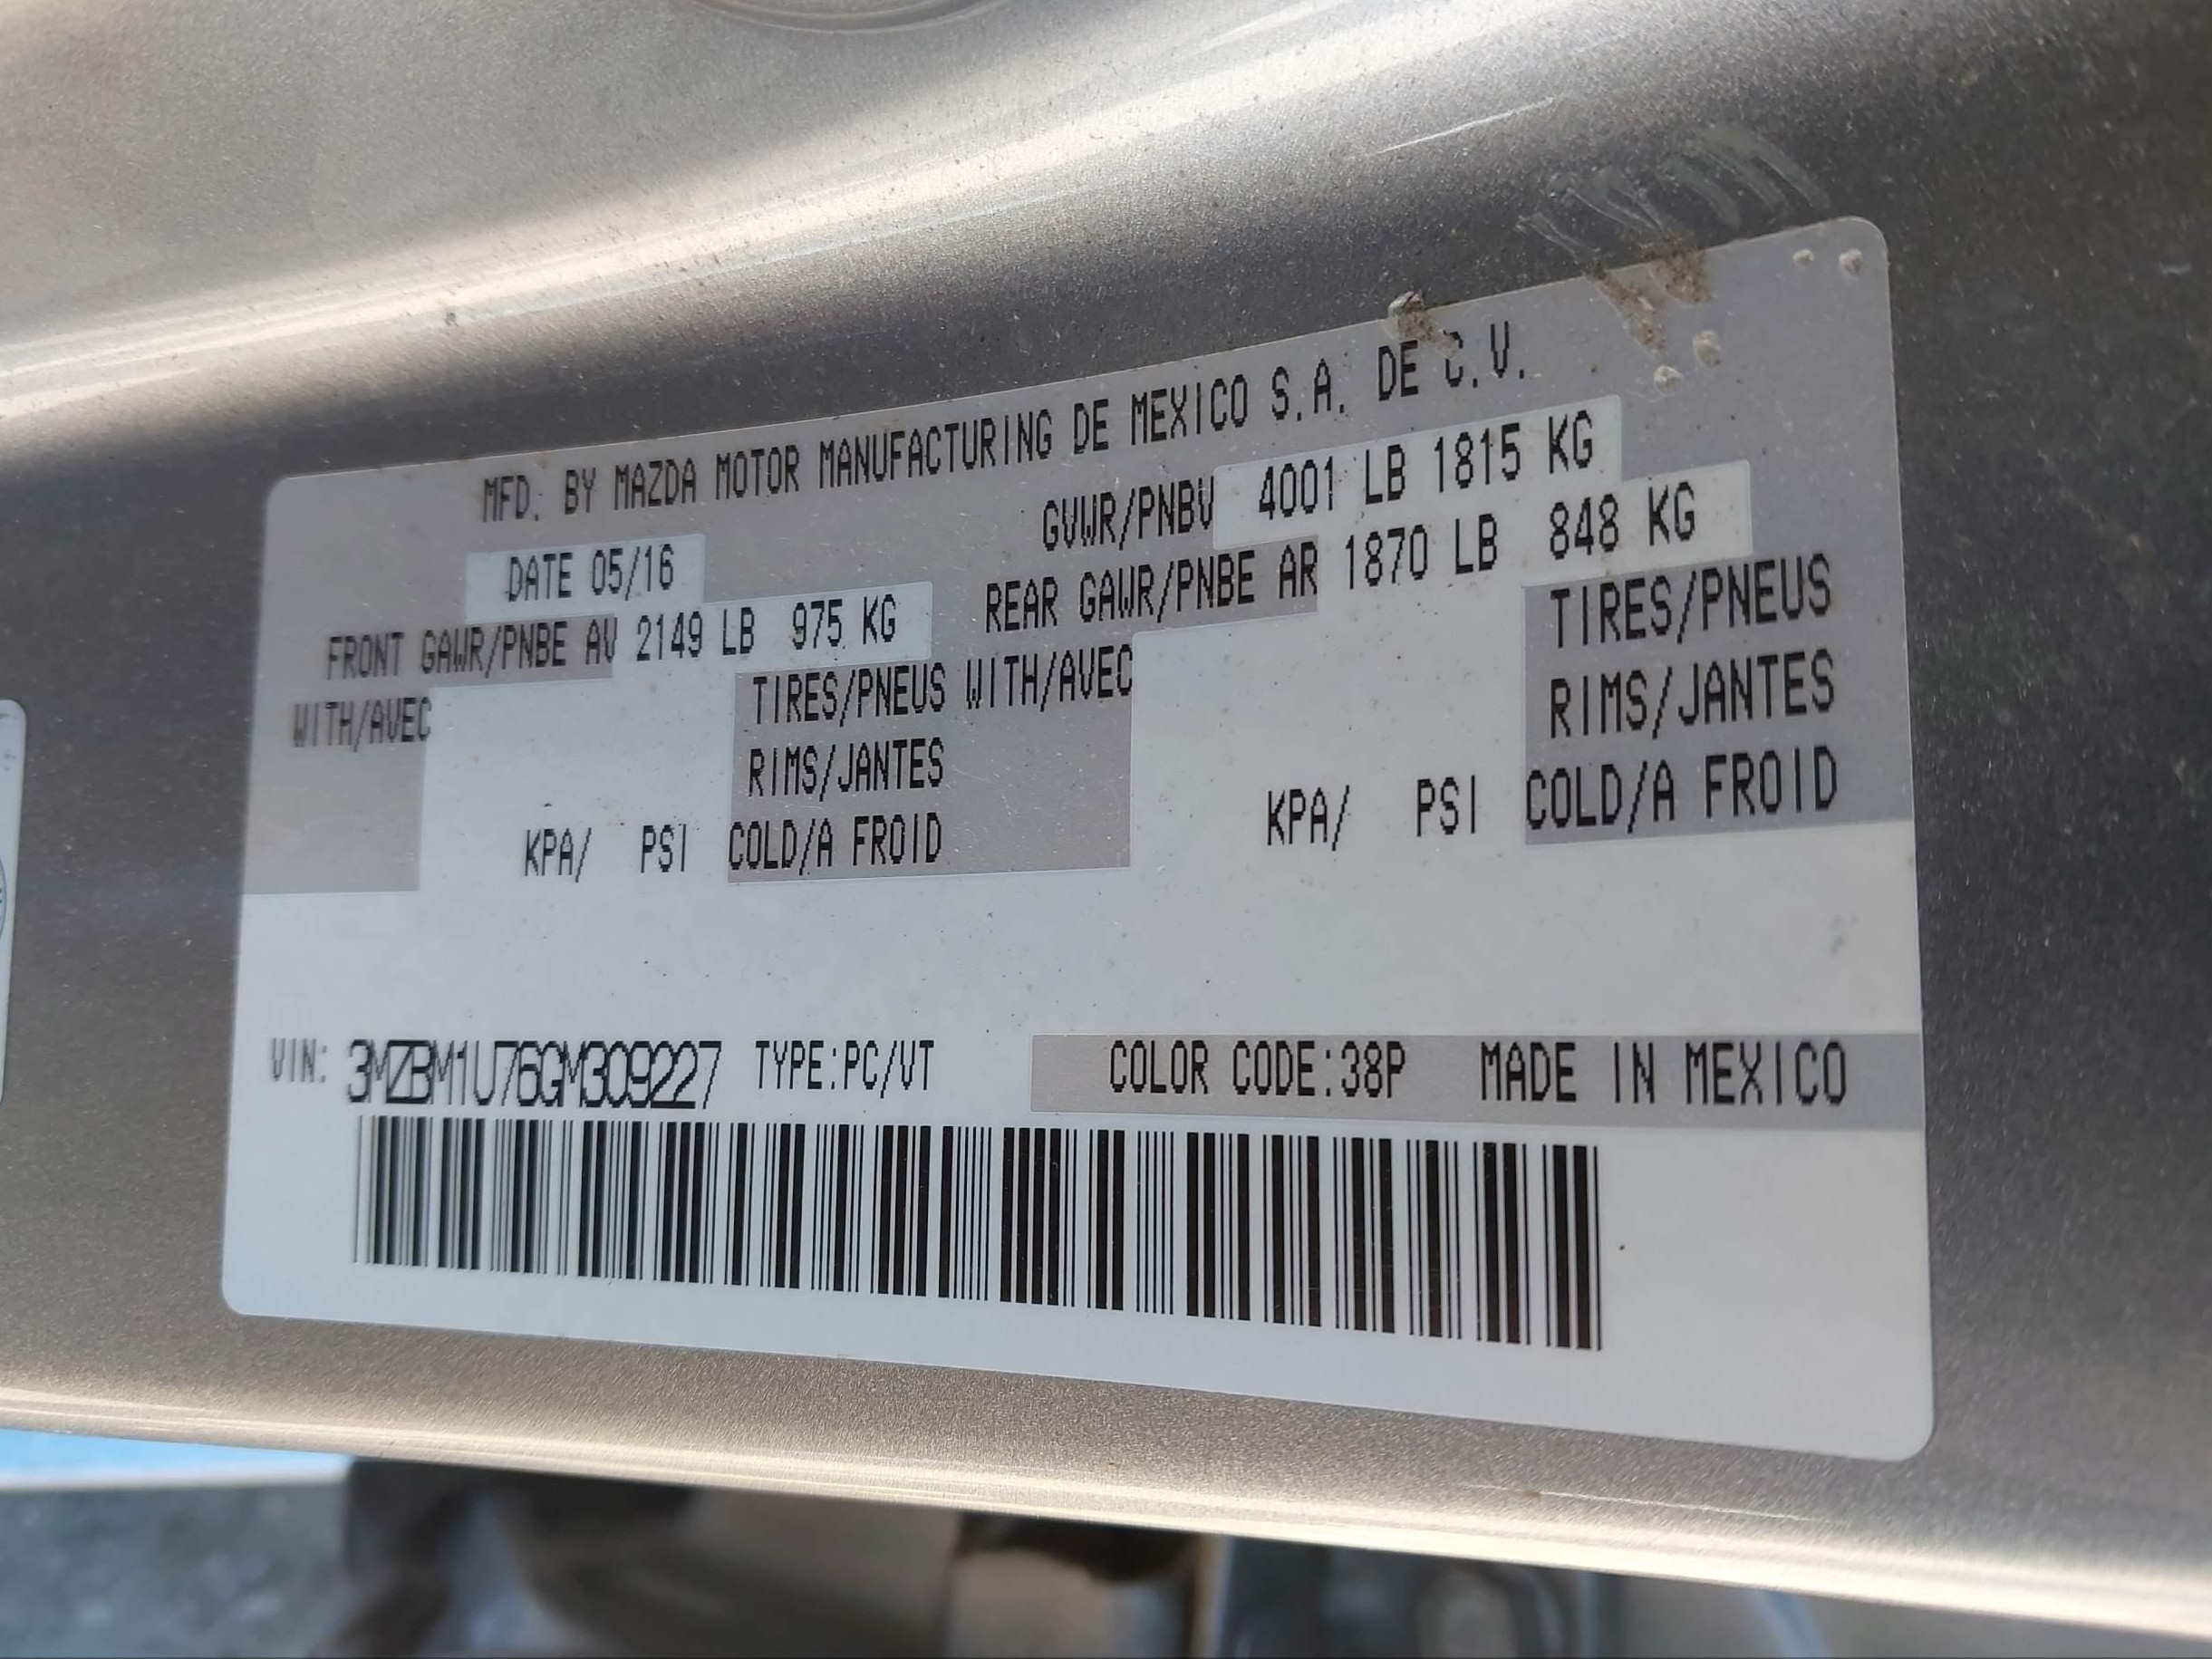 MFD. BY MAZDA MOTOR MANUFACTURING DE MEXICO S.A. DE C.V.
DATE 05/16 GVWR/PNBV 4001 LB 1815 KG
FRONT GAWR/PNBE AV 2149 LB 975 KG REAR GAWR/PNBE AR 1870 LB 848 KG
WITH/AVEC TIRES/PNEUS WITH/AVEC TIRES/PNEUS
RIMS/JANTES RIMS/JANTES
KPA/ PSI COLD/A FROID KPA/ PSI COLD/A FROID
VIN: 3MZBM1U76GM309227 TYPE:PC/VT COLOR CODE:38P MADE IN MEXICO